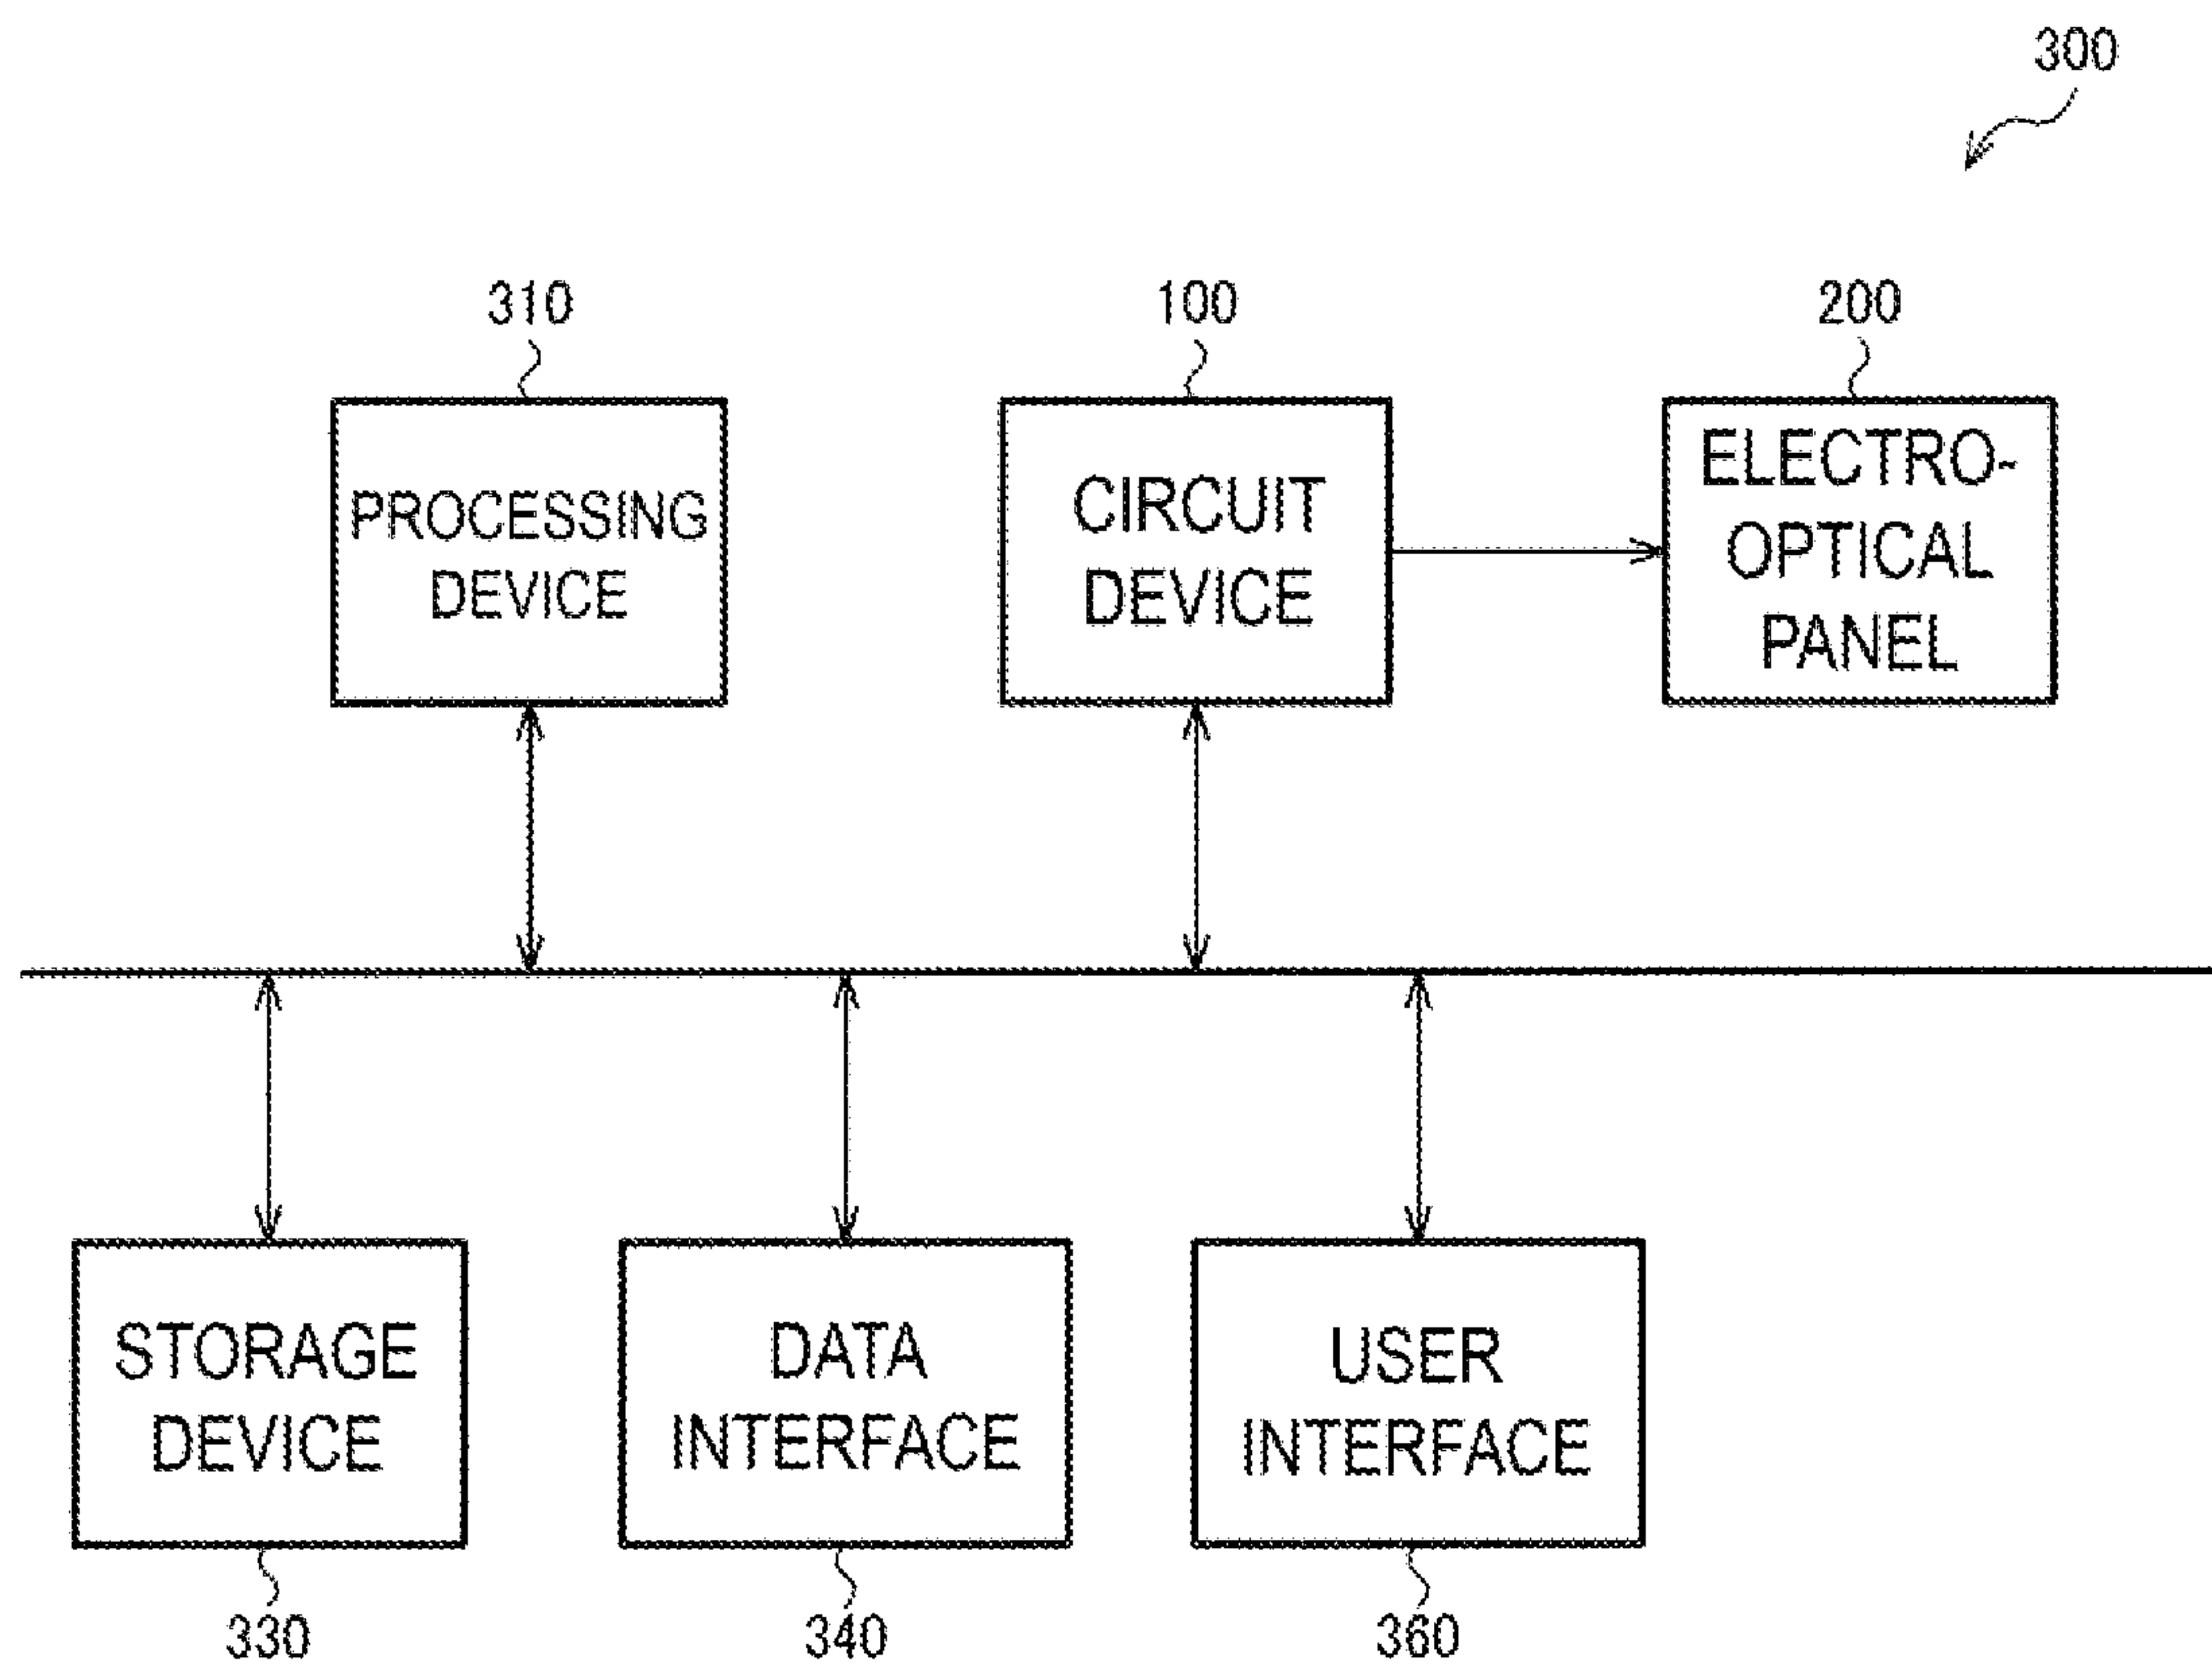 300
310
100
200
PROCESSING
DEVICE
CIRCUIT
DEVICE
ELECTRO-
OPTICAL
PANEL
STORAGE
DEVICE
DATA
INTERFACE
USER
INTERFACE
330
340
360